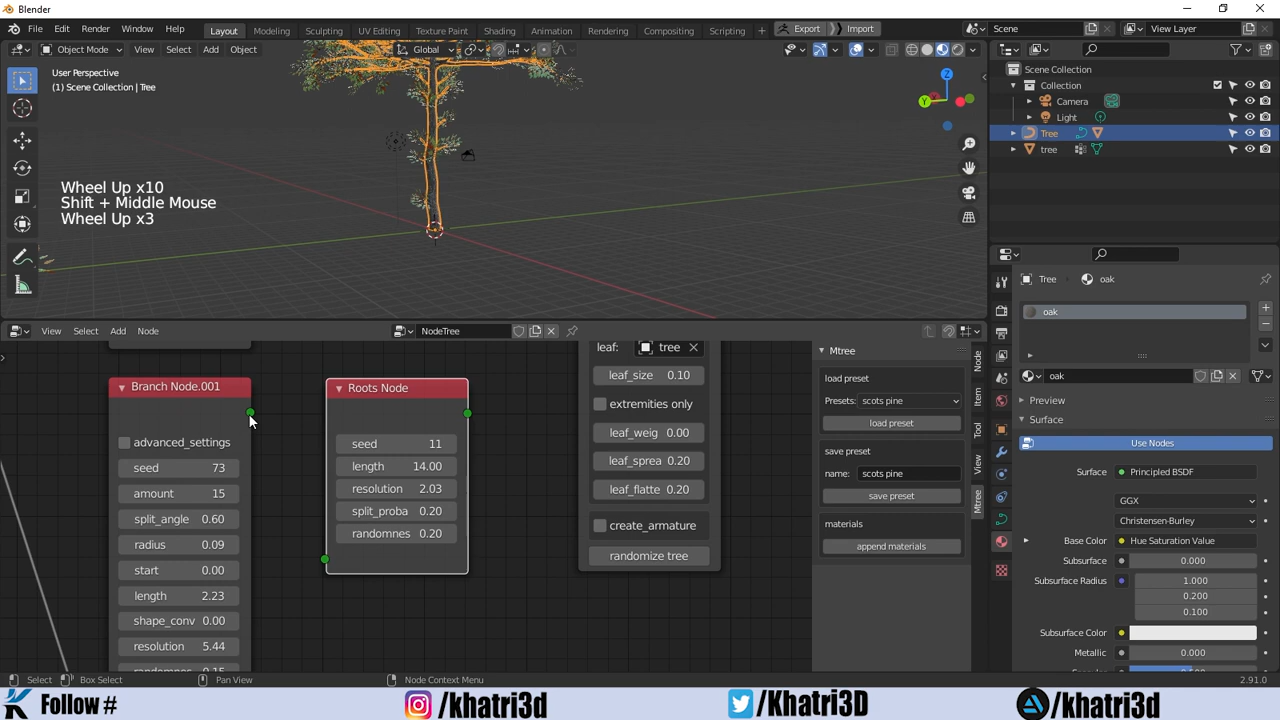 Blender
File Edit Render Window Help Layout Modeling Sculpting UV Editing Texture Paint Shading Animation Rendering Compositing Scripting + Export Import Scene View Layer
Object Mode View Select Add Object Global
User Perspective
(1) Scene Collection | Tree
Wheel Up x10
Shift + Middle Mouse
Wheel Up x3
Z
Y
Scene Collection
Collection
Camera
Light
Tree
tree
Tree oak
oak
oak
Preview
Surface
Use Nodes
Surface Principled BSDF
GGX
Christensen-Burley
Base Color Hue Saturation Value
Subsurface 0.000
Subsurface Radius 1.000
0.200
0.100
Subsurface Color
Metallic 0.000
View Select Add Node NodeTree
Branch Node.001
advanced_settings
seed 73
amount 15
split_angle 0.60
radius 0.09
start 0.00
length 2.23
shape_conv 0.00
resolution 5.44
Roots Node
seed 11
length 14.00
resolution 2.03
split_proba 0.20
randomnes 0.20
leaf: tree
leaf_size 0.10
extremities only
leaf_weig 0.00
leaf_sprea 0.20
leaf_flatte 0.20
create_armature
randomize tree
Mtree
load preset
Presets: scots pine
load preset
save preset
name: scots pine
save preset
materials
append materials
Node
Item
Tool
View
Mtree
Select Box Select Pan View Node Context Menu 2.91.0
Follow # /khatri3d /Khatri3D /khatri3d